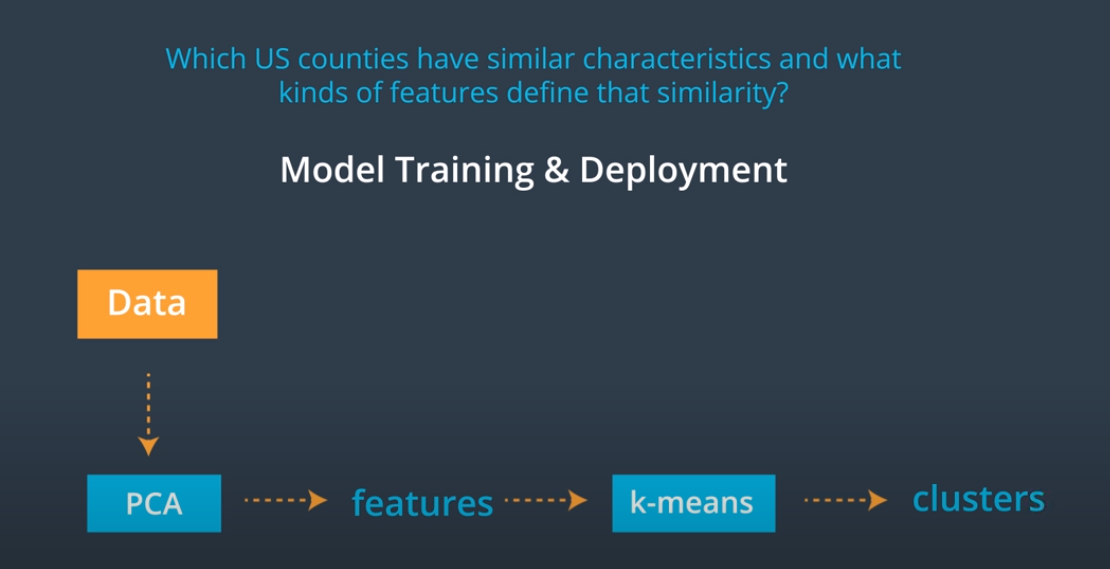 Which US counties have similar characteristics and what
kinds of features define that similarity?
Model Training & Deployment
Data
PCA
features
k-means
clusters